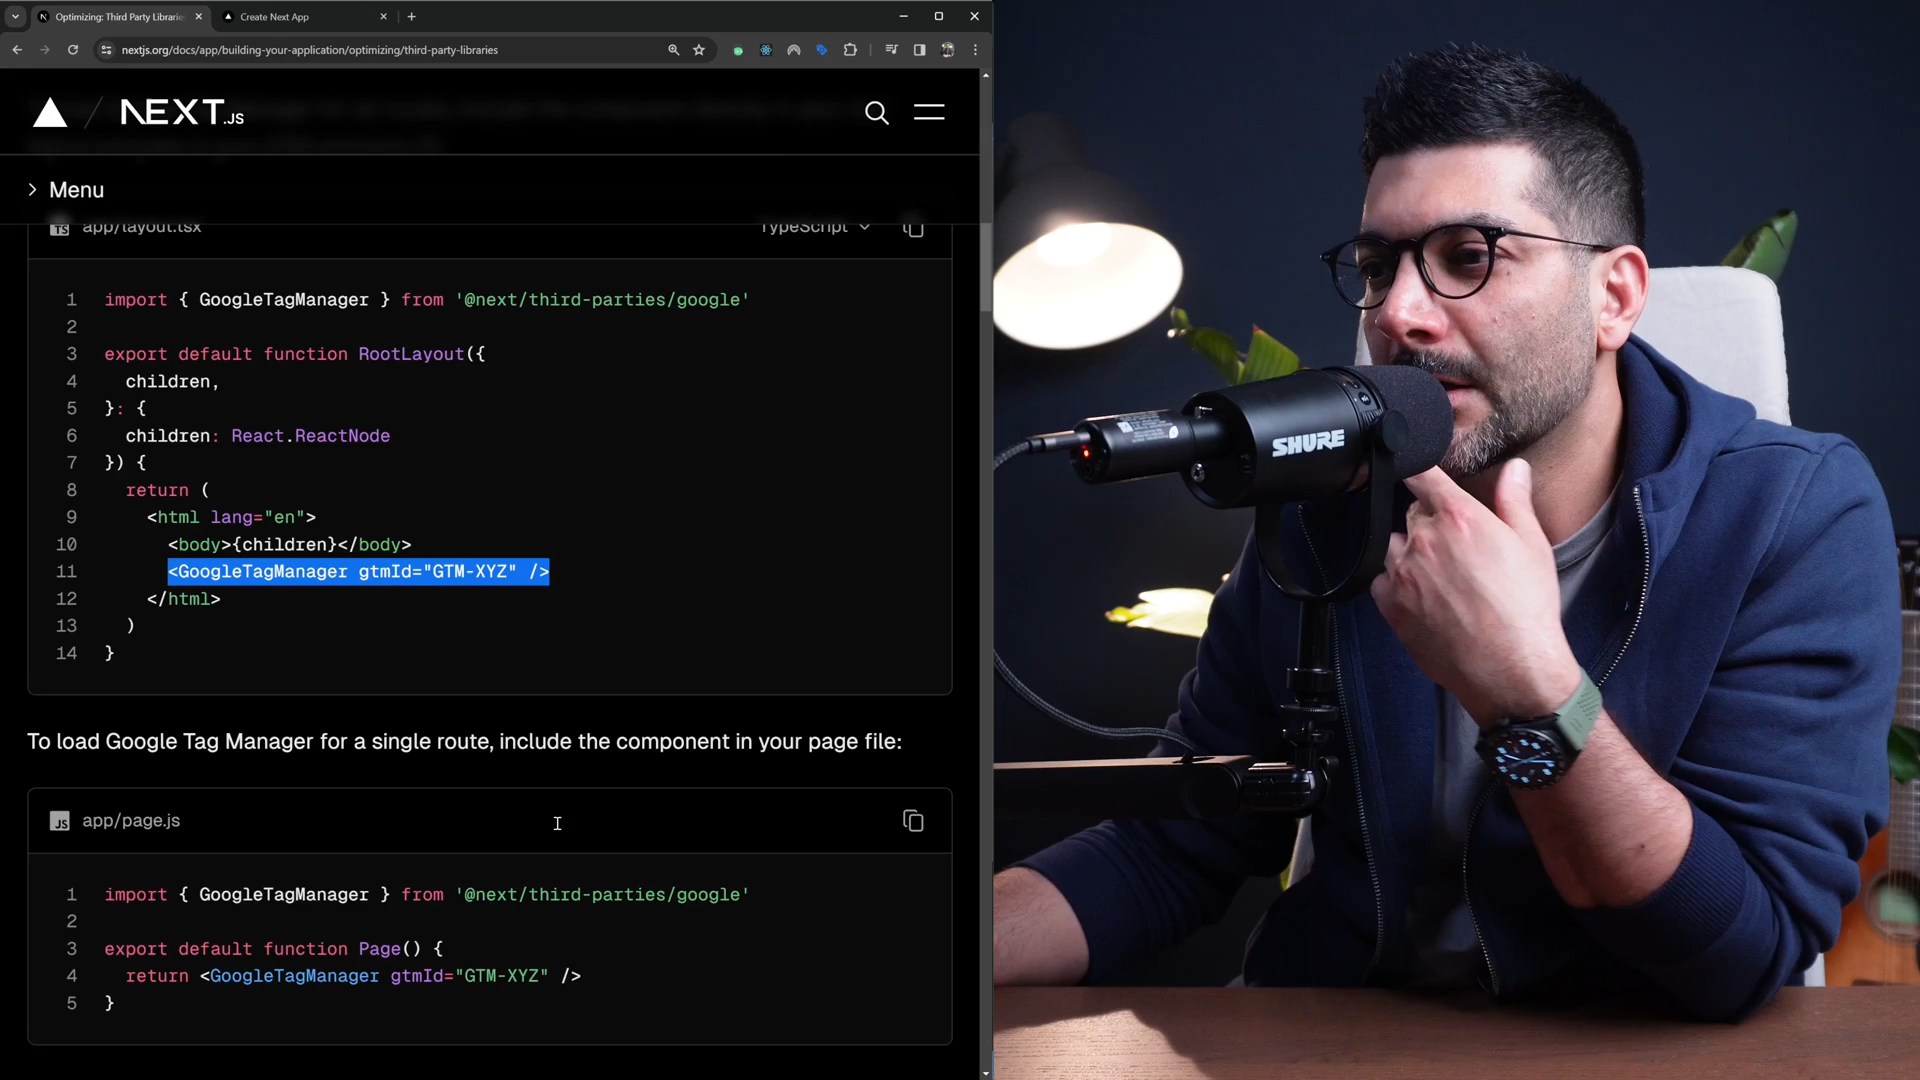 Optimizing: Third Party Librarie
Create Next App
nextjs.org/docs/app/building-your-application/optimizing/third-party-libraries
NEXT.JS
Menu
TS app/layout.tsx TypeScript
1 import { GoogleTagManager } from '@next/third-parties/google'
2
3 export default function RootLayout({
4 children,
5 }: {
6 children: React.ReactNode
7 }) {
8 return (
9 <html lang="en">
10 <body>{children}</body>
11 <GoogleTagManager gtmId="GTM-XYZ" />
12 </html>
13 )
14 }
To load Google Tag Manager for a single route, include the component in your page file:
JS app/page.js
1 import { GoogleTagManager } from '@next/third-parties/google'
2
3 export default function Page() {
4 return <GoogleTagManager gtmId="GTM-XYZ" />
5 }
SHURE